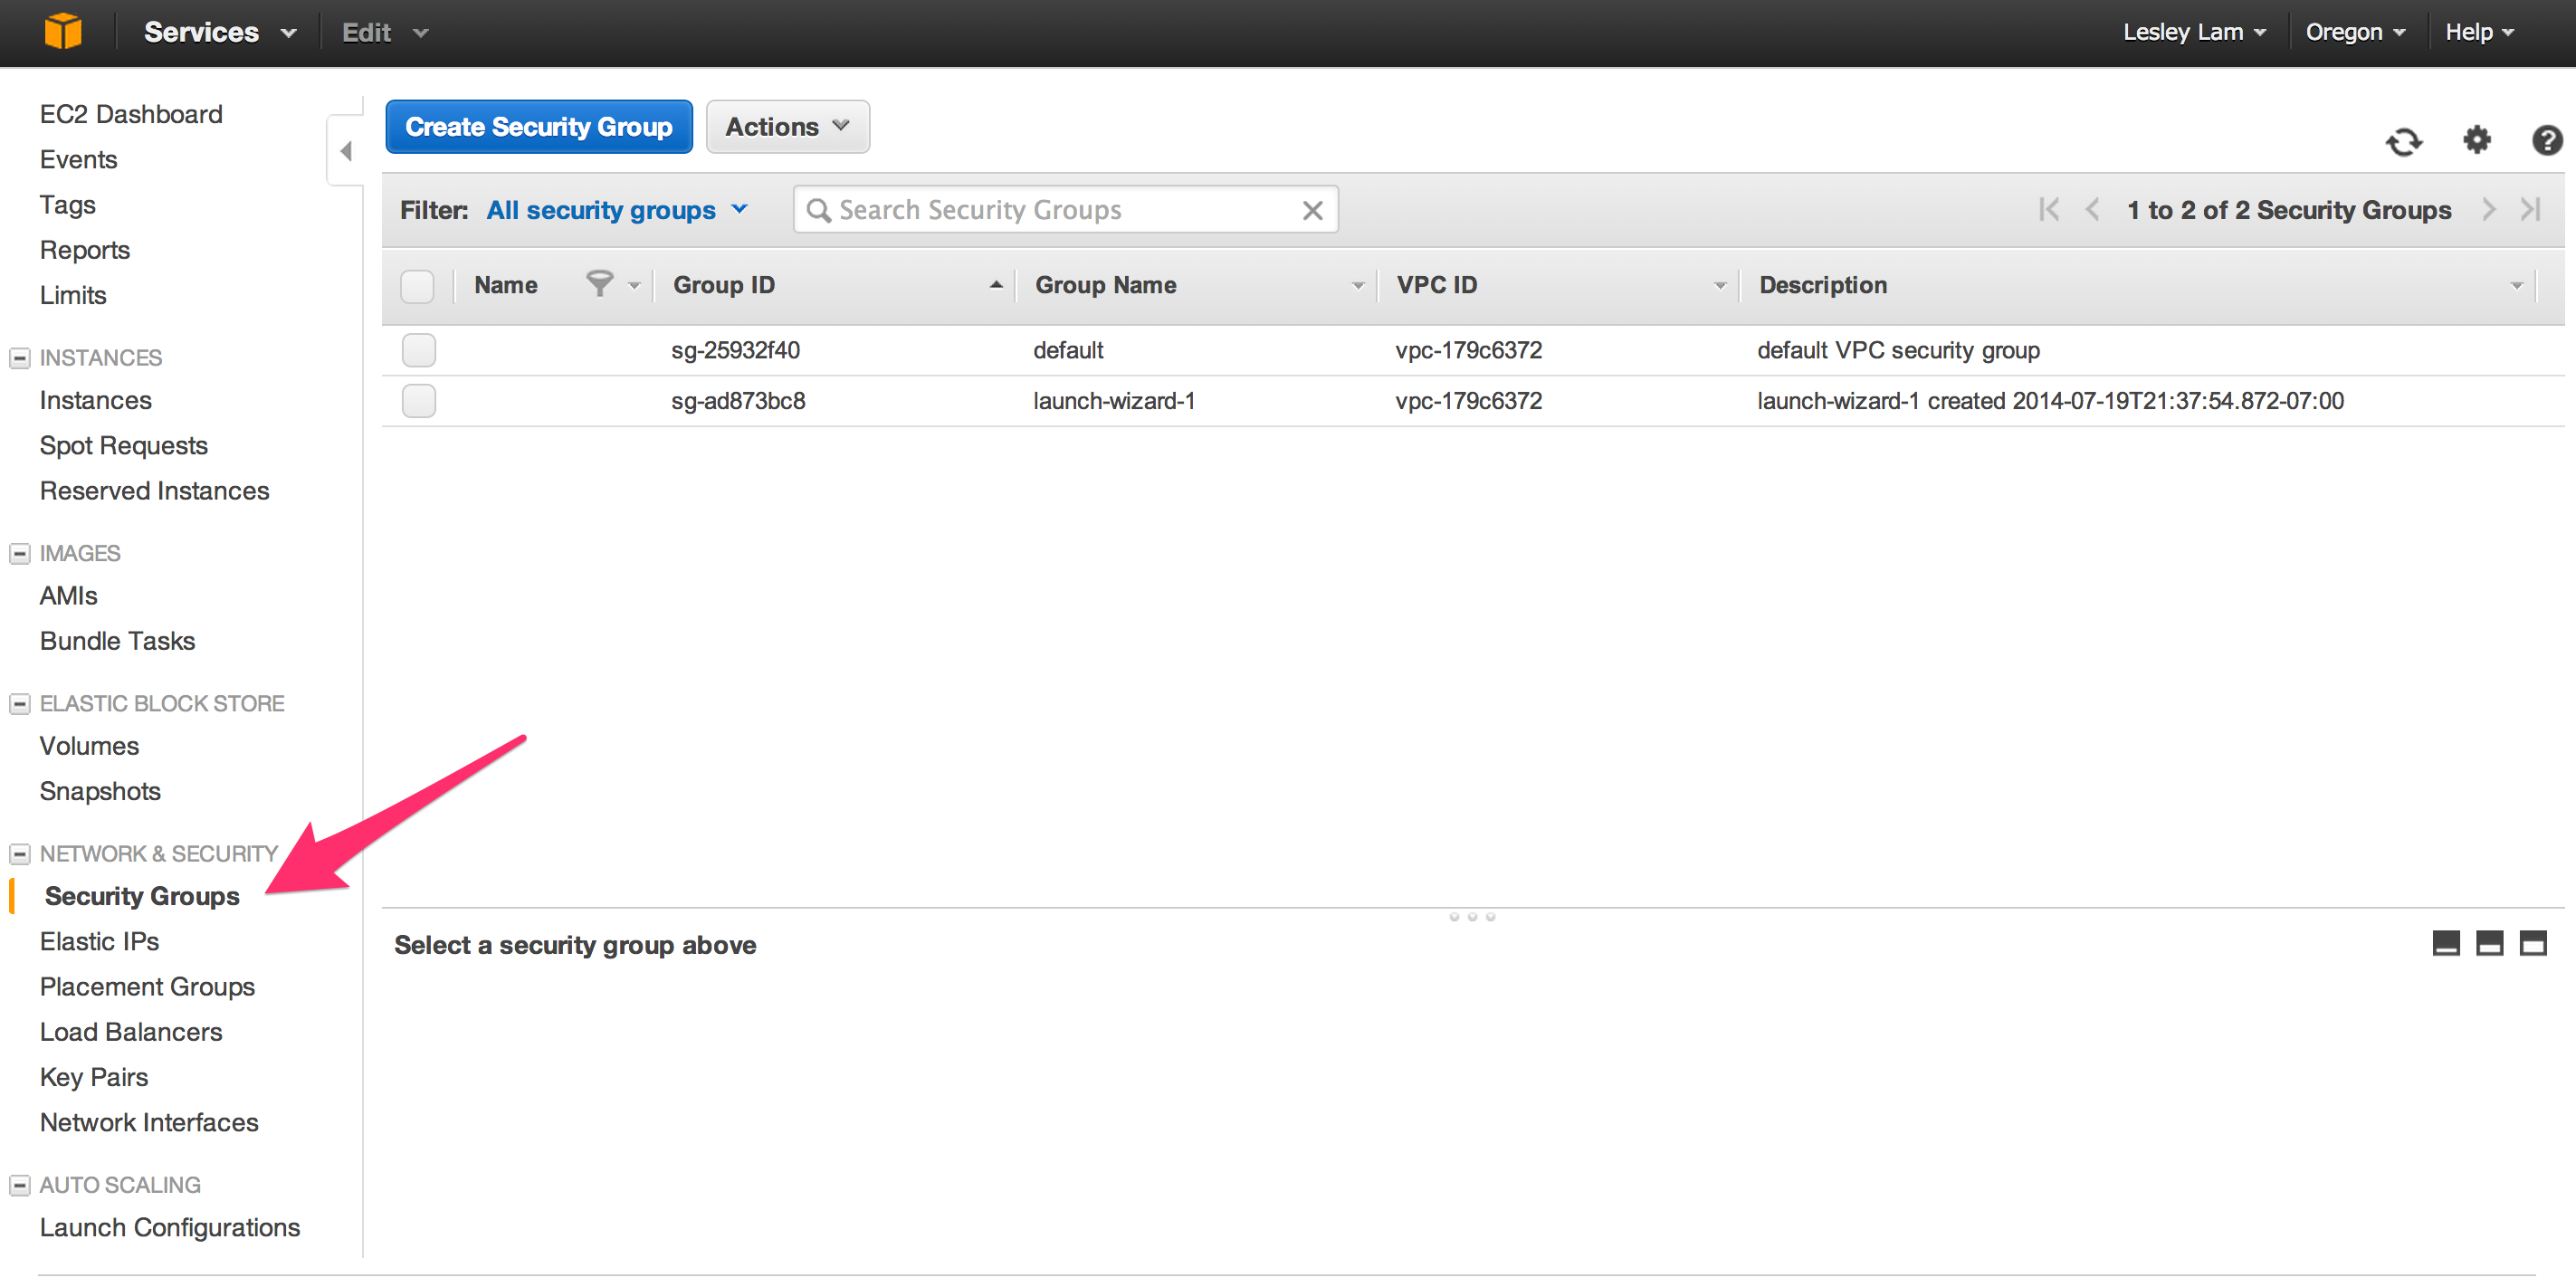 Services Edit Lesley Lam Oregon Help
EC2 Dashboard
Events
Tags
Reports
Limits
INSTANCES
Instances
Spot Requests
Reserved Instances
IMAGES
AMIs
Bundle Tasks
ELASTIC BLOCK STORE
Volumes
Snapshots
NETWORK & SECURITY
Security Groups
Elastic IPs
Placement Groups
Load Balancers
Key Pairs
Network Interfaces
AUTO SCALING
Launch Configurations
Create Security Group Actions
Filter: All security groups Search Security Groups 1 to 2 of 2 Security Groups
Name Group ID Group Name VPC ID Description
sg-25932f40 default vpc-179c6372 default VPC security group
sg-ad873bc8 launch-wizard-1 vpc-179c6372 launch-wizard-1 created 2014-07-19T21:37:54.872-07:00
Select a security group above